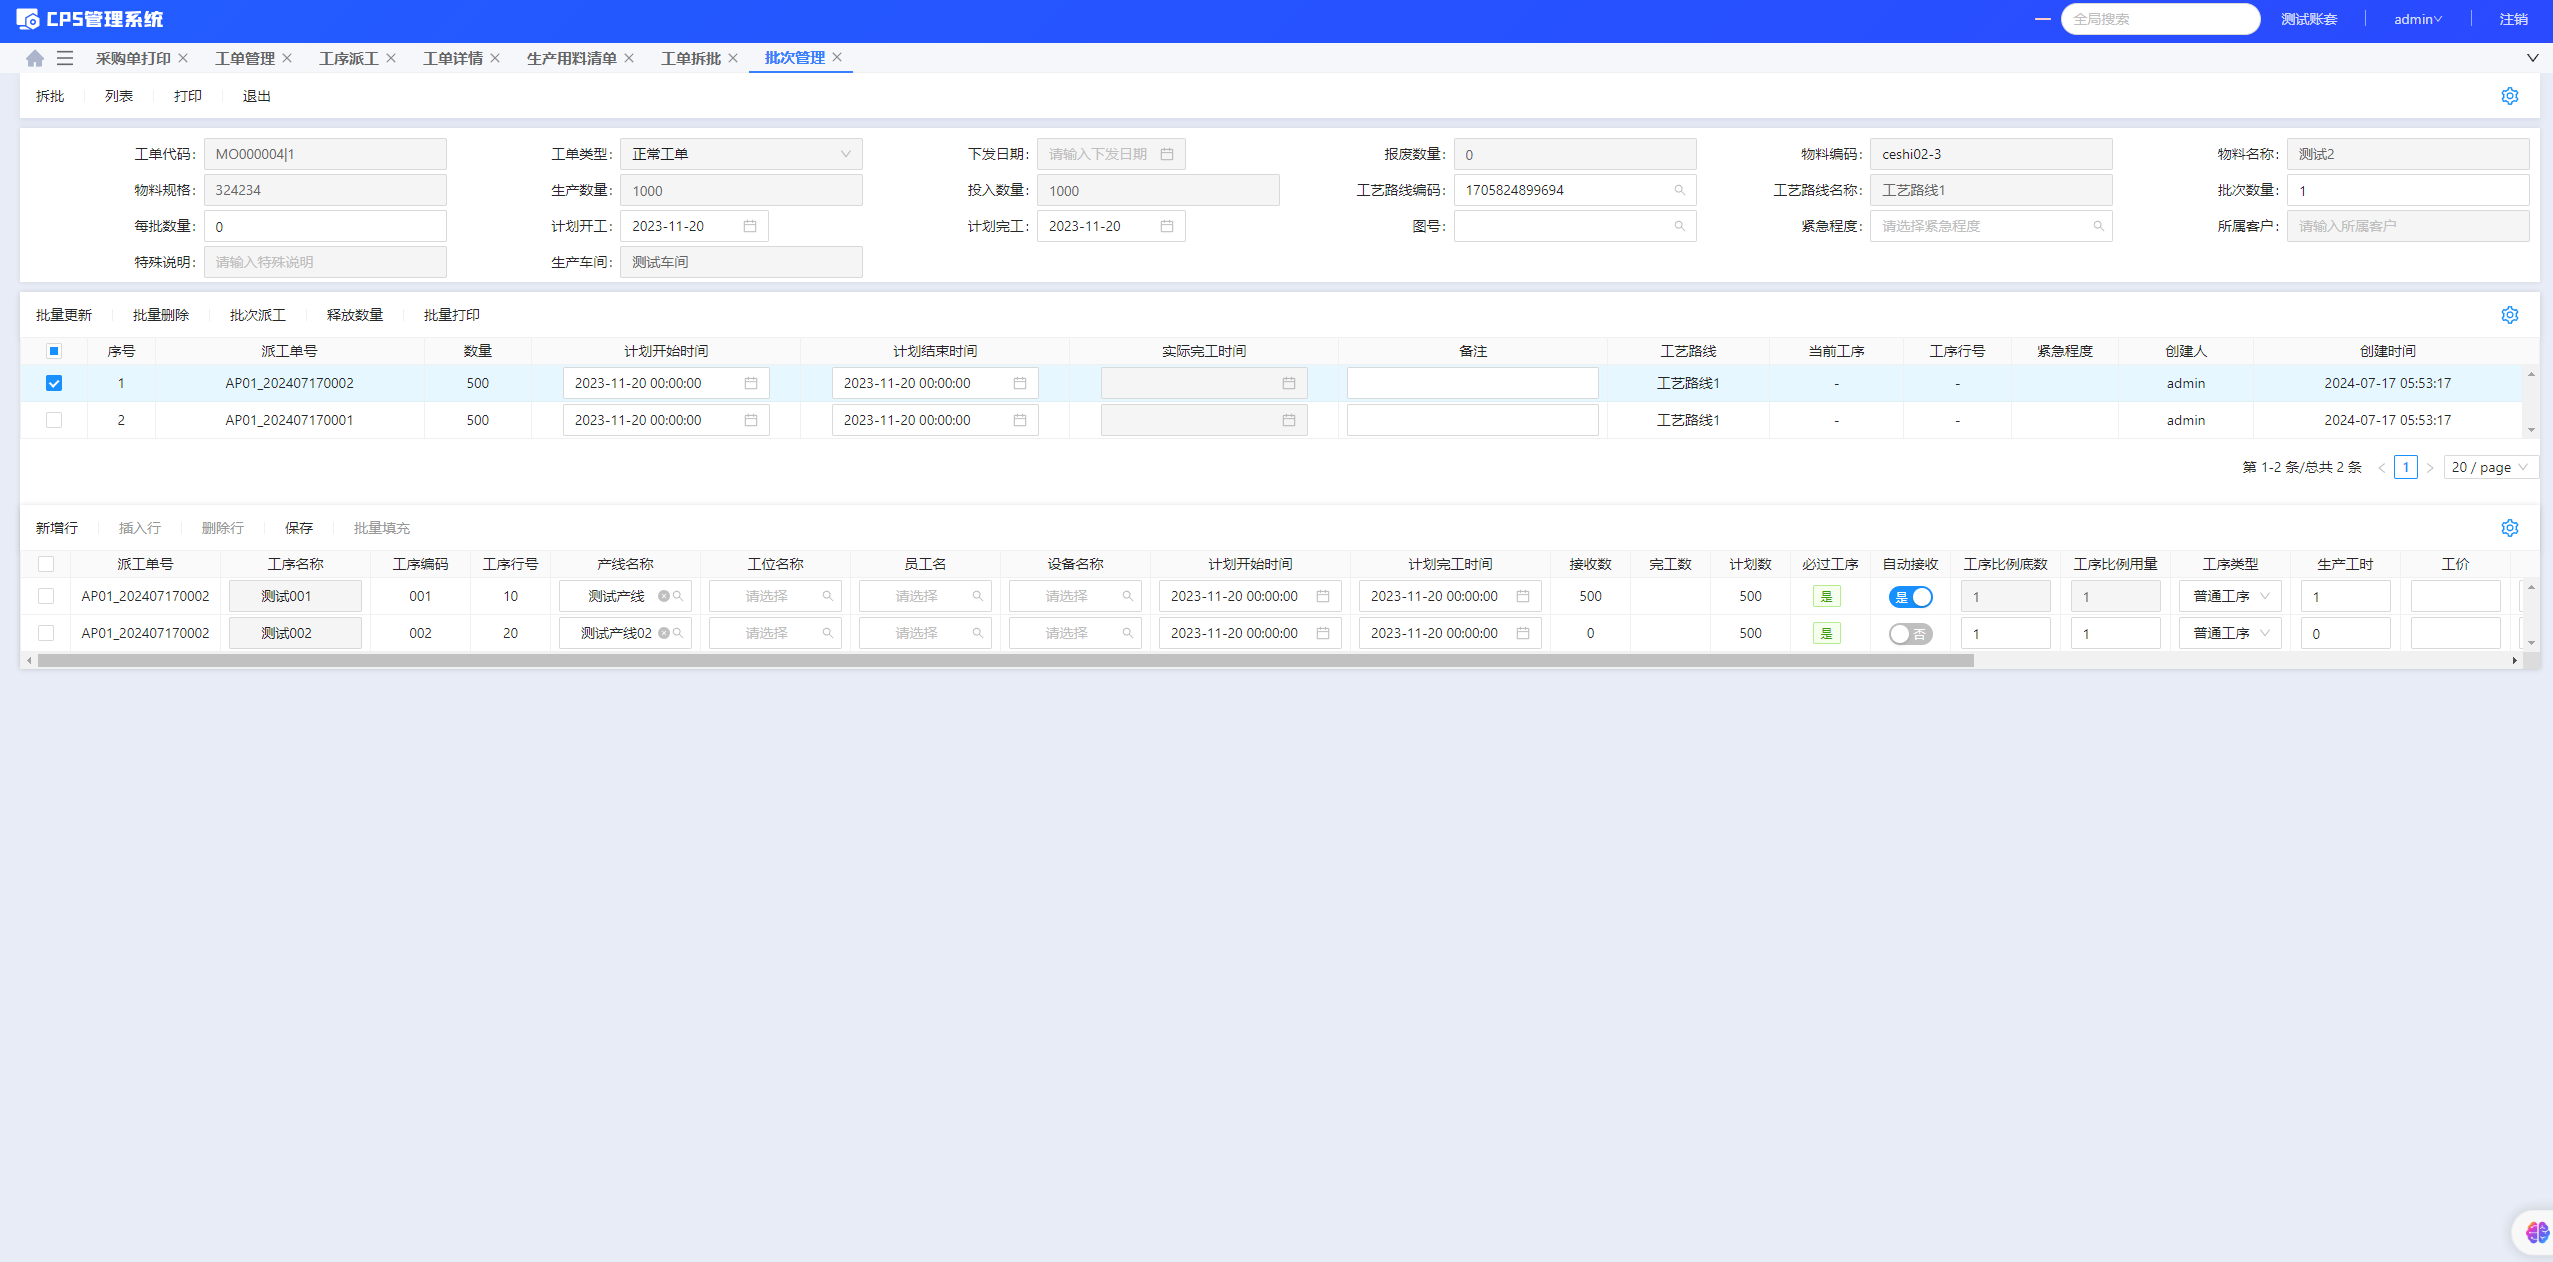 CPS管理系统 全局搜索 测试账套 admin 注销
采购单打印 工单管理 工序派工 工单详情 生产用料清单 工单拆批 批次管理
拆批 列表 打印 退出
工单代码: MO000004|1 工单类型: 正常工单 下发日期: 请输入下发日期 报废数量: 0 物料编码: ceshi02-3 物料名称: 测试2
物料规格: 324234 生产数量: 1000 投入数量: 1000 工艺路线编码: 1705824899694 工艺路线名称: 工艺路线1 批次数量: 1
每批数量: 0 计划开工: 2023-11-20 计划完工: 2023-11-20 图号: 紧急程度: 请选择紧急程度 所属客户: 请输入所属客户
特殊说明: 请输入特殊说明 生产车间: 测试车间
批量更新 批量删除 批次派工 释放数量 批量打印
序号 派工单号 数量 计划开始时间 计划结束时间 实际完工时间 备注 工艺路线 当前工序 工序行号 紧急程度 创建人 创建时间
1 AP01_202407170002 500 2023-11-20 00:00:00 2023-11-20 00:00:00 工艺路线1 - - admin 2024-07-17 05:53:17
2 AP01_202407170001 500 2023-11-20 00:00:00 2023-11-20 00:00:00 工艺路线1 - - admin 2024-07-17 05:53:17
第 1-2 条/总共 2 条 < 1 > 20 / page
新增行 插入行 删除行 保存 批量填充
派工单号 工序名称 工序编码 工序行号 产线名称 工位名称 员工名 设备名称 计划开始时间 计划完工时间 接收数 完工数 计划数 必过工序 自动接收 工序比例底数 工序比例用量 工序类型 生产工时 工价
AP01_202407170002 测试001 001 10 测试产线 请选择 请选择 请选择 2023-11-20 00:00:00 2023-11-20 00:00:00 500 500 是 是 1 1 普通工序 1
AP01_202407170002 测试002 002 20 测试产线02 请选择 请选择 请选择 2023-11-20 00:00:00 2023-11-20 00:00:00 0 500 是 否 1 1 普通工序 0